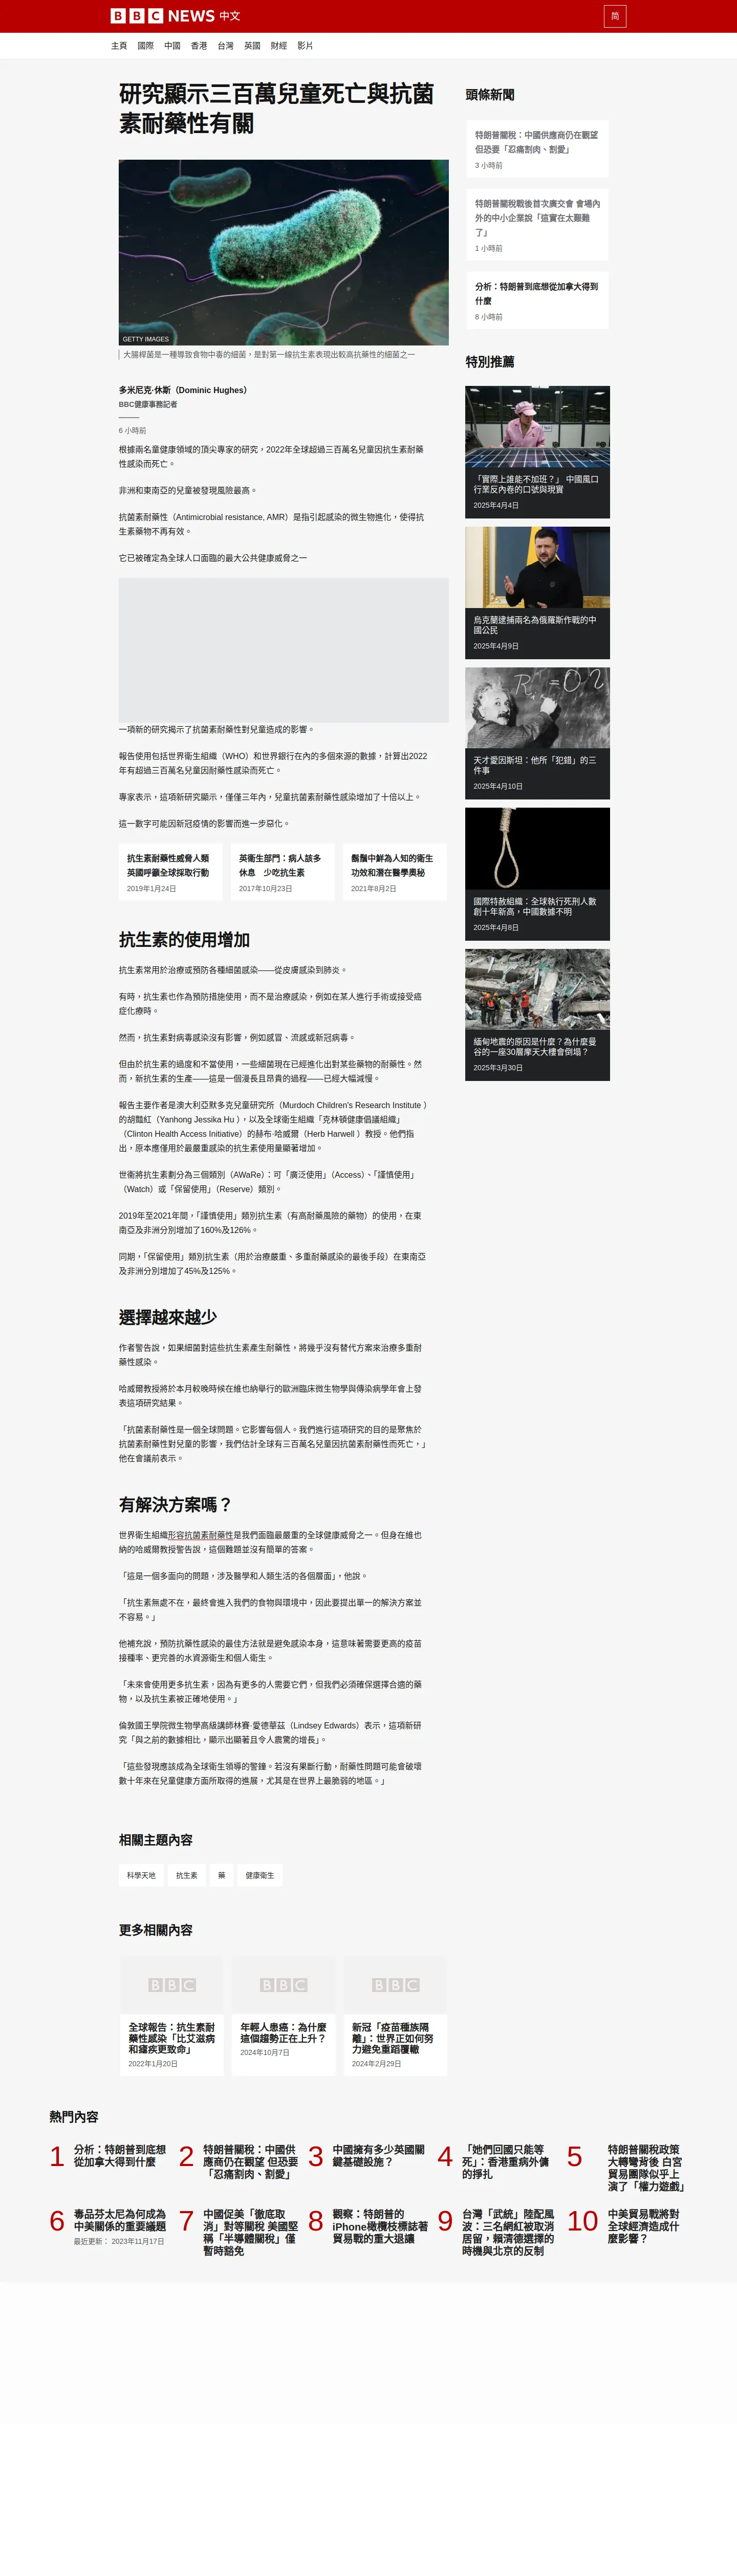 BBC NEWS 中文
简
主頁 國際 中國 香港 台灣 英國 財經 影片
研究顯示三百萬兒童死亡與抗菌
素耐藥性有關
GETTY IMAGES
大腸桿菌是一種導致食物中毒的細菌，是對第一線抗生素表現出較高抗藥性的細菌之一
多米尼克·休斯（Dominic Hughes）
BBC健康事務記者
6 小時前
根據兩名童健康領域的頂尖專家的研究，2022年全球超過三百萬名兒童因抗生素耐藥
性感染而死亡。
非洲和東南亞的兒童被發現風險最高。
抗菌素耐藥性（Antimicrobial resistance, AMR）是指引起感染的微生物進化，使得抗
生素藥物不再有效。
它已被確定為全球人口面臨的最大公共健康威脅之一
一項新的研究揭示了抗菌素耐藥性對兒童造成的影響。
報告使用包括世界衛生組織（WHO）和世界銀行在內的多個來源的數據，計算出2022
年有超過三百萬名兒童因耐藥性感染而死亡。
專家表示，這項新研究顯示，僅僅三年內，兒童抗菌素耐藥性感染增加了十倍以上。
這一數字可能因新冠疫情的影響而進一步惡化。
抗生素耐藥性威脅人類
英國呼籲全球採取行動
2019年1月24日
英衛生部門：病人該多
休息　少吃抗生素
2017年10月23日
鬍鬚中鮮為人知的衛生
功效和潛在醫學奧秘
2021年8月2日
抗生素的使用增加
抗生素常用於治療或預防各種細菌感染——從皮膚感染到肺炎。
有時，抗生素也作為預防措施使用，而不是治療感染，例如在某人進行手術或接受癌
症化療時。
然而，抗生素對病毒感染沒有影響，例如感冒、流感或新冠病毒。
但由於抗生素的過度和不當使用，一些細菌現在已經進化出對某些藥物的耐藥性。然
而，新抗生素的生產——這是一個漫長且昂貴的過程——已經大幅減慢。
報告主要作者是澳大利亞默多克兒童研究所（Murdoch Children's Research Institute ）
的胡豔紅（Yanhong Jessika Hu ），以及全球衛生組織「克林頓健康倡議組織」
（Clinton Health Access Initiative）的赫布·哈威爾（Herb Harwell ）教授。他們指
出，原本應僅用於最嚴重感染的抗生素使用量顯著增加。
世衞將抗生素劃分為三個類別（AWaRe）：可「廣泛使用」（Access）、「謹慎使用」
（Watch）或「保留使用」（Reserve）類別。
2019年至2021年間，「謹慎使用」類別抗生素（有高耐藥風險的藥物）的使用，在東
南亞及非洲分別增加了160%及126%。
同期，「保留使用」類別抗生素（用於治療嚴重、多重耐藥感染的最後手段）在東南亞
及非洲分別增加了45%及125%。
選擇越來越少
作者警告說，如果細菌對這些抗生素產生耐藥性，將幾乎沒有替代方案來治療多重耐
藥性感染。
哈威爾教授將於本月較晚時候在維也納舉行的歐洲臨床微生物學與傳染病學年會上發
表這項研究結果。
「抗菌素耐藥性是一個全球問題。它影響每個人。我們進行這項研究的目的是聚焦於
抗菌素耐藥性對兒童的影響，我們估計全球有三百萬名兒童因抗菌素耐藥性而死亡，」
他在會議前表示。
有解決方案嗎？
世界衛生組織形容抗菌素耐藥性是我們面臨最嚴重的全球健康威脅之一。但身在維也
納的哈威爾教授警告說，這個難題並沒有簡單的答案。
「這是一個多面向的問題，涉及醫學和人類生活的各個層面」，他說。
「抗生素無處不在，最終會進入我們的食物與環境中，因此要提出單一的解決方案並
不容易。」
他補充說，預防抗藥性感染的最佳方法就是避免感染本身，這意味著需要更高的疫苗
接種率、更完善的水資源衛生和個人衛生。
「未來會使用更多抗生素，因為有更多的人需要它們，但我們必須確保選擇合適的藥
物，以及抗生素被正確地使用。」
倫敦國王學院微生物學高級講師林賽·愛德華茲（Lindsey Edwards）表示，這項新研
究「與之前的數據相比，顯示出顯著且令人震驚的增長」。
「這些發現應該成為全球衛生領導的警鐘。若沒有果斷行動，耐藥性問題可能會破壞
數十年來在兒童健康方面所取得的進展，尤其是在世界上最脆弱的地區。」
相關主題內容
科學天地 抗生素 藥 健康衛生
更多相關內容
BBC
全球報告：抗生素耐
藥性感染「比艾滋病
和瘧疾更致命」
2022年1月20日
BBC
年輕人患癌：為什麼
這個趨勢正在上升？
2024年10月7日
BBC
新冠「疫苗種族隔
離」：世界正如何努
力避免重蹈覆轍
2024年2月29日
頭條新聞
特朗普關稅：中國供應商仍在觀望
但恐要「忍痛割肉、割愛」
3 小時前
特朗普關稅戰後首次廣交會 會場內
外的中小企業說「這實在太艱難
了」
1 小時前
分析：特朗普到底想從加拿大得到
什麼
8 小時前
特別推薦
「實際上誰能不加班？」 中國風口
行業反內卷的口號與現實
2025年4月4日
烏克蘭逮捕兩名為俄羅斯作戰的中
國公民
2025年4月9日
天才愛因斯坦：他所「犯錯」的三
件事
2025年4月10日
國際特赦組織：全球執行死刑人數
創十年新高，中國數據不明
2025年4月8日
緬甸地震的原因是什麼？為什麼曼
谷的一座30層摩天大樓會倒塌？
2025年3月30日
熱門內容
1
分析：特朗普到底想
從加拿大得到什麼
2
特朗普關稅：中國供
應商仍在觀望 但恐要
「忍痛割肉、割愛」
3
中國擁有多少英國關
鍵基礎設施？
4
「她們回國只能等
死」：香港重病外傭
的掙扎
5
特朗普關稅政策
大轉彎背後 白宮
貿易團隊似乎上
演了「權力遊戲」
6
毒品芬太尼為何成為
中美關係的重要議題
最近更新： 2023年11月17日
7
中國促美「徹底取
消」對等關稅 美國堅
稱「半導體關稅」僅
暫時豁免
8
觀察：特朗普的
iPhone橄欖枝標誌著
貿易戰的重大退讓
9
台灣「武統」陸配風
波：三名網紅被取消
居留，賴清德選擇的
時機與北京的反制
10
中美貿易戰將對
全球經濟造成什
麼影響？